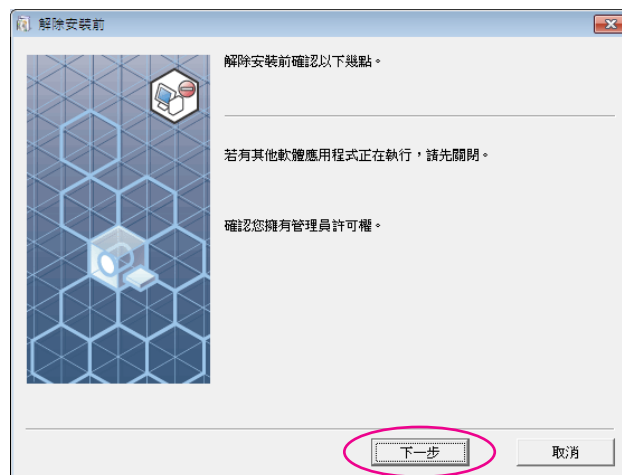 解除安裝前
解除安裝前確認以下幾點。
若有其他軟體應用程式正在執行，請先關閉。
確認您擁有管理員許可權。
下一步
取消